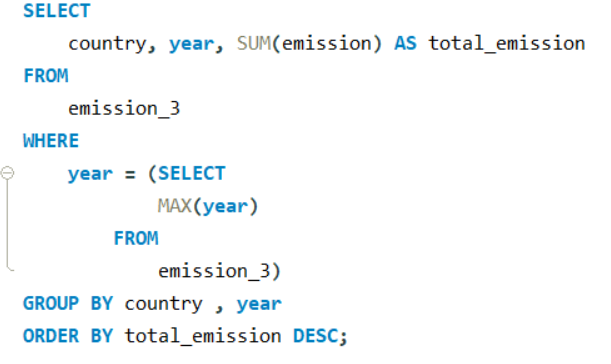 SELECT
country, year, SUM(emission) AS total_emission
FROM
emission_3
WHERE
year = (SELECT
MAX(year)
FROM
emission_3)
GROUP BY country , year
ORDER BY total_emission DESC;